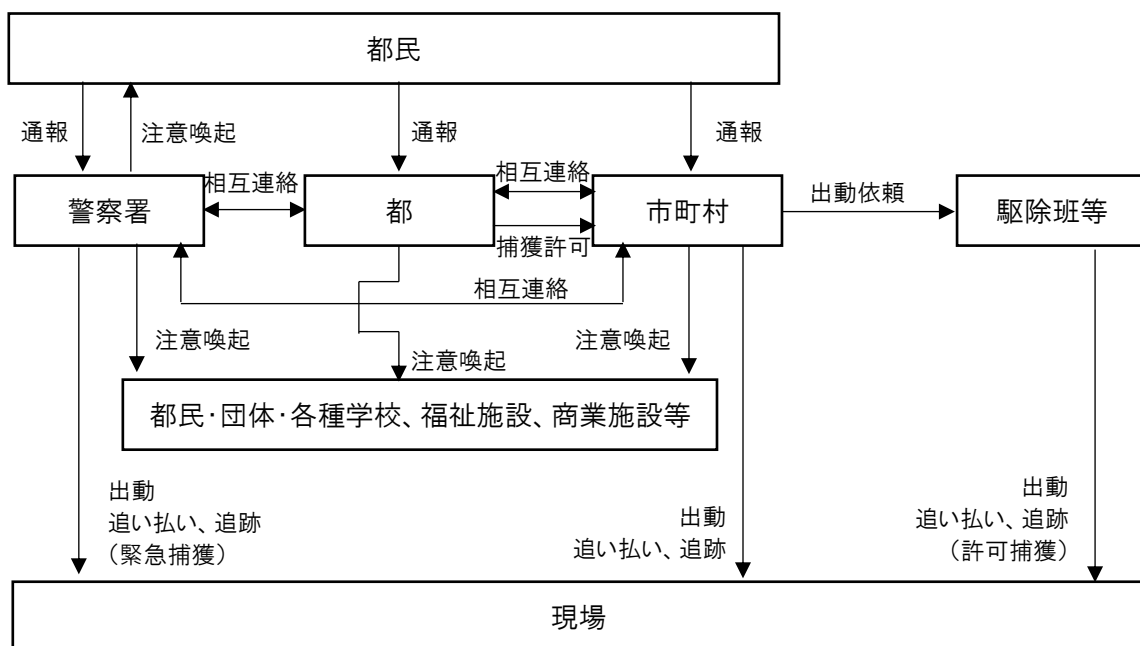 都民
通報
注意喚起
通報
通報
警察署
相互連絡
都
相互連絡
捕獲許可
市町村
出動依頼
駆除班等
相互連絡
注意喚起
注意喚起
注意喚起
都民・団体・各種学校、福祉施設、商業施設等
出動
追い払い、追跡
（緊急捕獲）
出動
追い払い、追跡
出動
追い払い、追跡
（許可捕獲）
現場